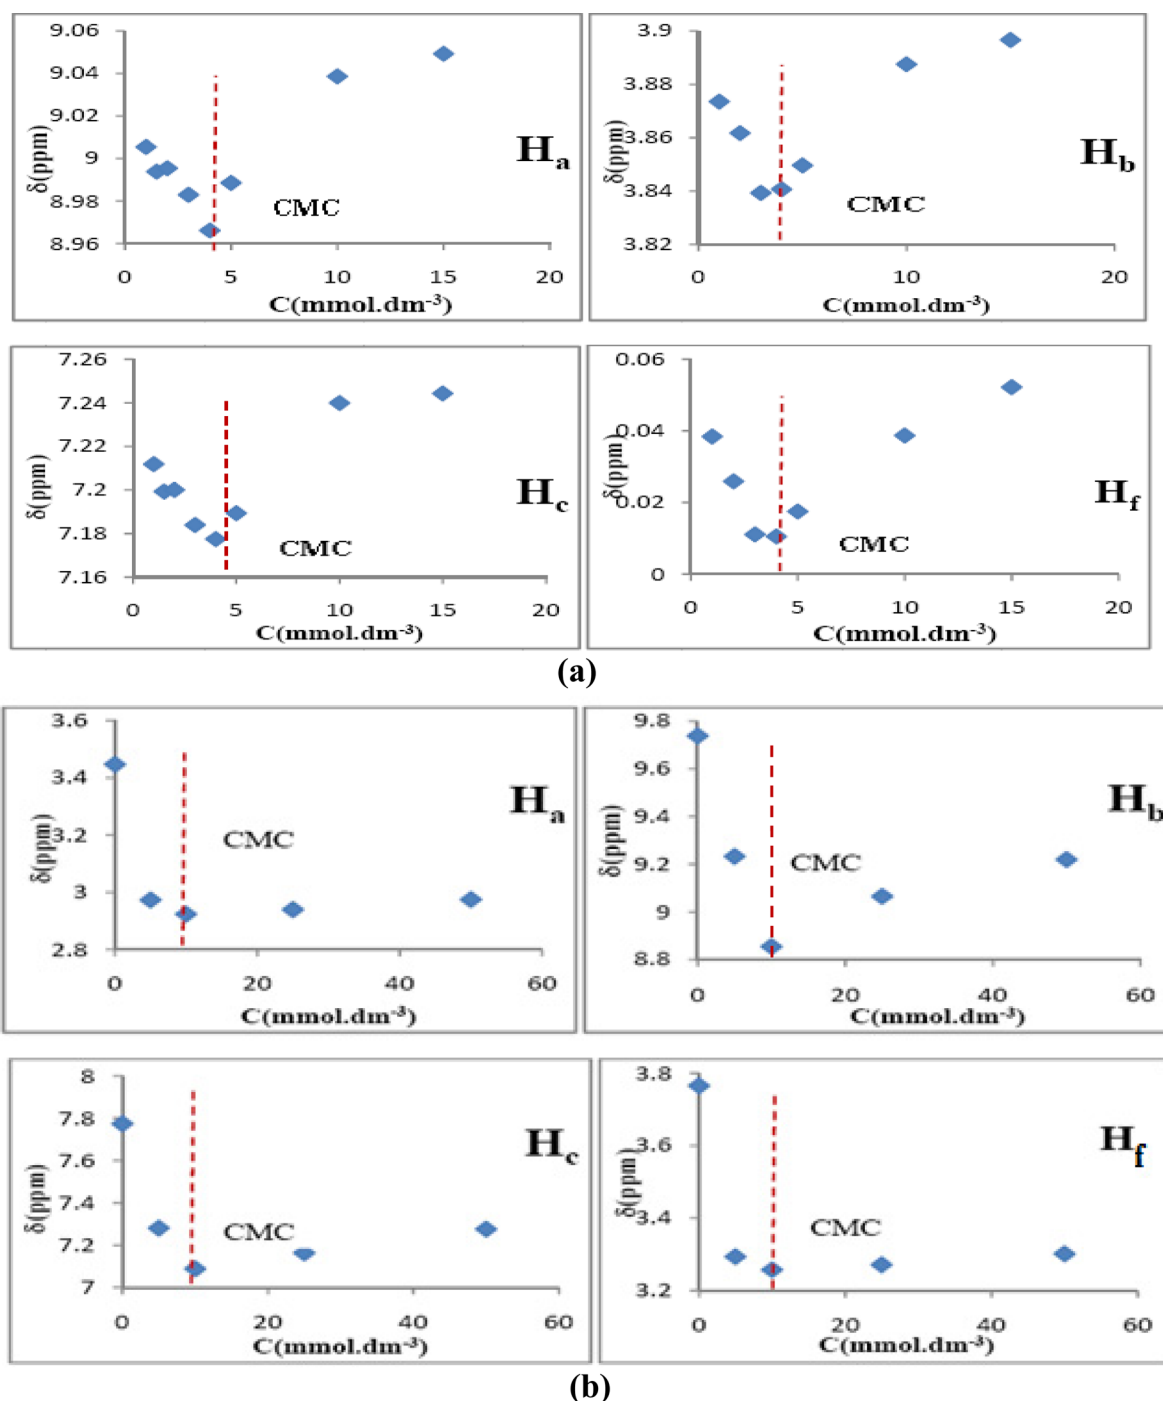 9.06
9.04
9.02
9
8.98
8.96
δ(ppm)
H_a
CMC
0 5 10 15 20
C(mmol.dm⁻³)
3.9
3.88
3.86
3.84
3.82
δ(ppm)
H_b
CMC
0 10 20
C(mmol.dm⁻³)
7.26
7.24
7.22
7.2
7.18
7.16
δ(ppm)
H_c
CMC
0 5 10 15 20
C(mmol.dm⁻³)
0.06
0.04
0.02
0
δ(ppm)
H_f
CMC
0 5 10 15 20
C(mmol.dm⁻³)
(a)
3.6
3.4
3.2
3
2.8
δ(ppm)
H_a
CMC
0 20 40 60
C(mmol.dm⁻³)
9.8
9.6
9.4
9.2
9
8.8
δ(ppm)
H_b
CMC
0 20 40 60
C(mmol.dm⁻³)
8
7.8
7.6
7.4
7.2
7
δ(ppm)
H_c
CMC
0 20 40 60
C(mmol.dm⁻³)
3.8
3.6
3.4
3.2
δ(ppm)
H_f
CMC
0 20 40 60
C(mmol.dm⁻³)
(b)